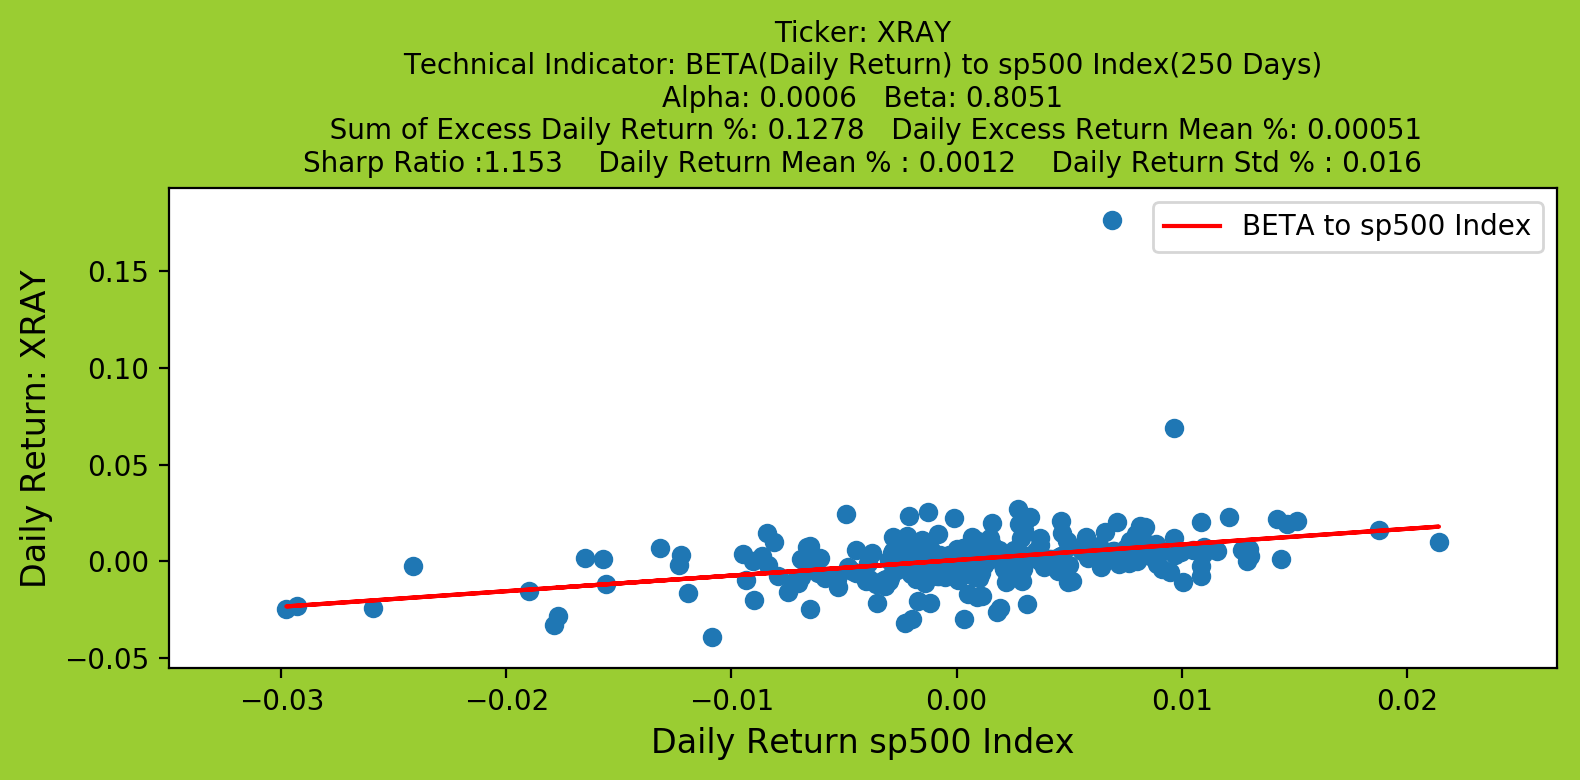 Ticker: XRAY
Technical Indicator: BETA(Daily Return) to sp500 Index(250 Days)
Alpha: 0.0006   Beta: 0.8051
Sum of Excess Daily Return %: 0.1278   Daily Excess Return Mean %: 0.00051
Sharp Ratio :1.153    Daily Return Mean % : 0.0012    Daily Return Std % : 0.016
BETA to sp500 Index
Daily Return: XRAY
0.15
0.10
0.05
0.00
−0.05
−0.03 −0.02 −0.01 0.00 0.01 0.02
Daily Return sp500 Index